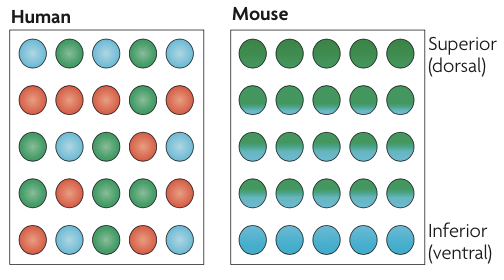 Human
Mouse
Superior
(dorsal)
Inferior
(ventral)